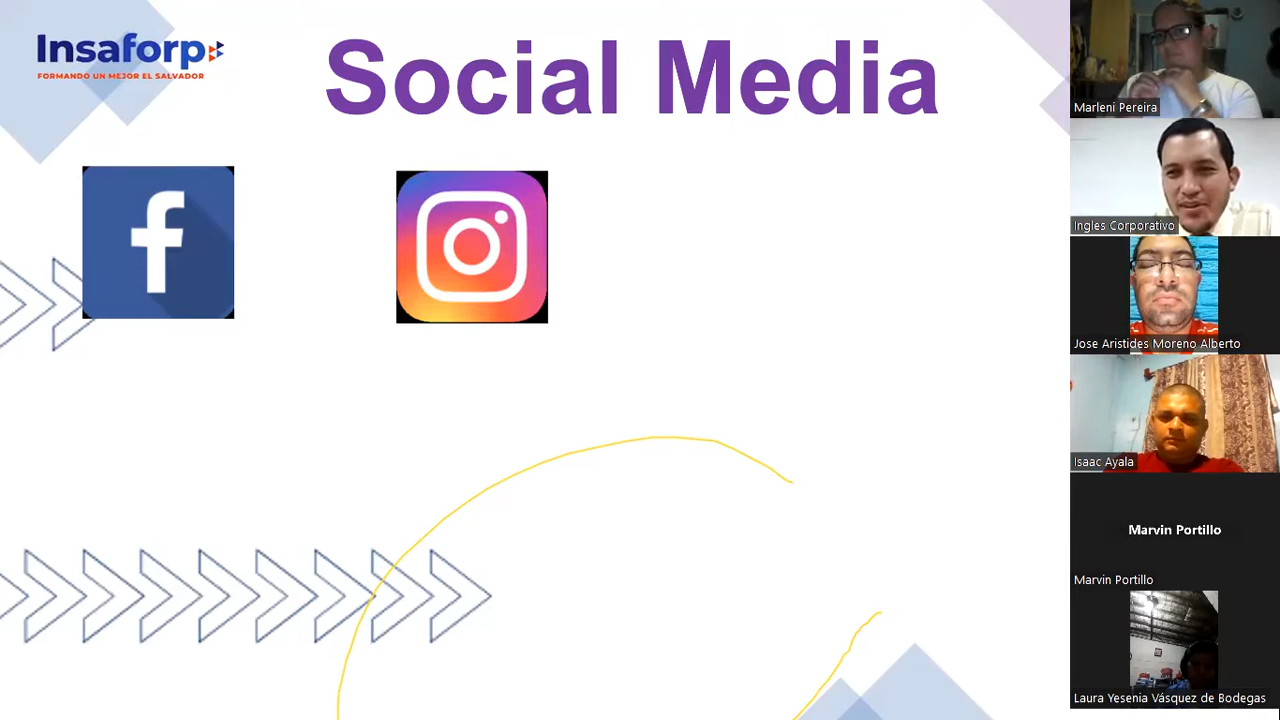 Insaforp
FORMANDO UN MEJOR EL SALVADOR
Social Media
Marleni Pereira
Ingles Corporativo
Jose Aristides Moreno Alberto
Isaac Ayala
Marvin Portillo
Marvin Portillo
Laura Yesenia Vásquez de Bodegas